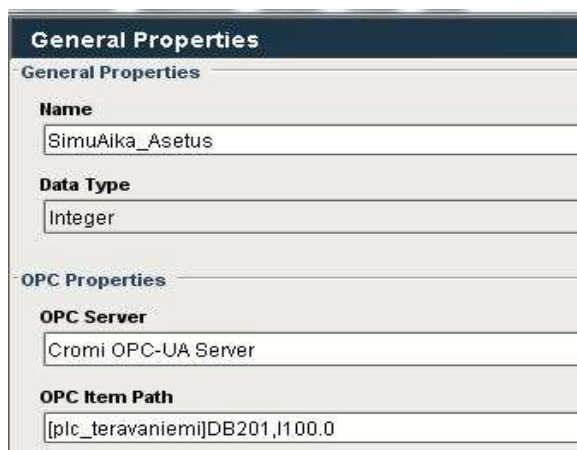 General Properties
General Properties
Name
SimuAika_Asetus
Data Type
Integer
OPC Properties
OPC Server
Cromi OPC-UA Server
OPC Item Path
[plc_teravaniemi]DB201,I100.0